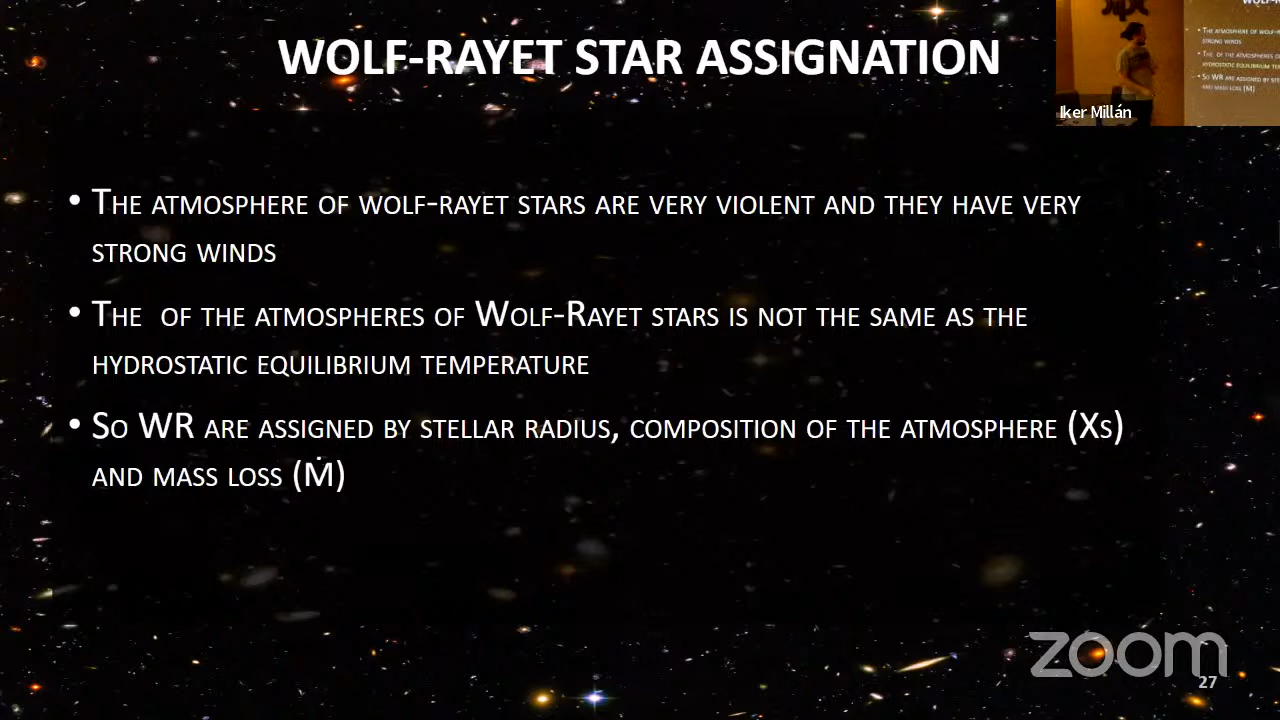 WOLF-RAYET STAR ASSIGNATION
Iker Millán
• The atmosphere of wolf-rayet stars are very violent and they have very
strong winds
• The of the atmospheres of Wolf-Rayet stars is not the same as the
hydrostatic equilibrium temperature
• So WR are assigned by stellar radius, composition of the atmosphere (Xs)
and mass loss (Ṁ)
zoom
27